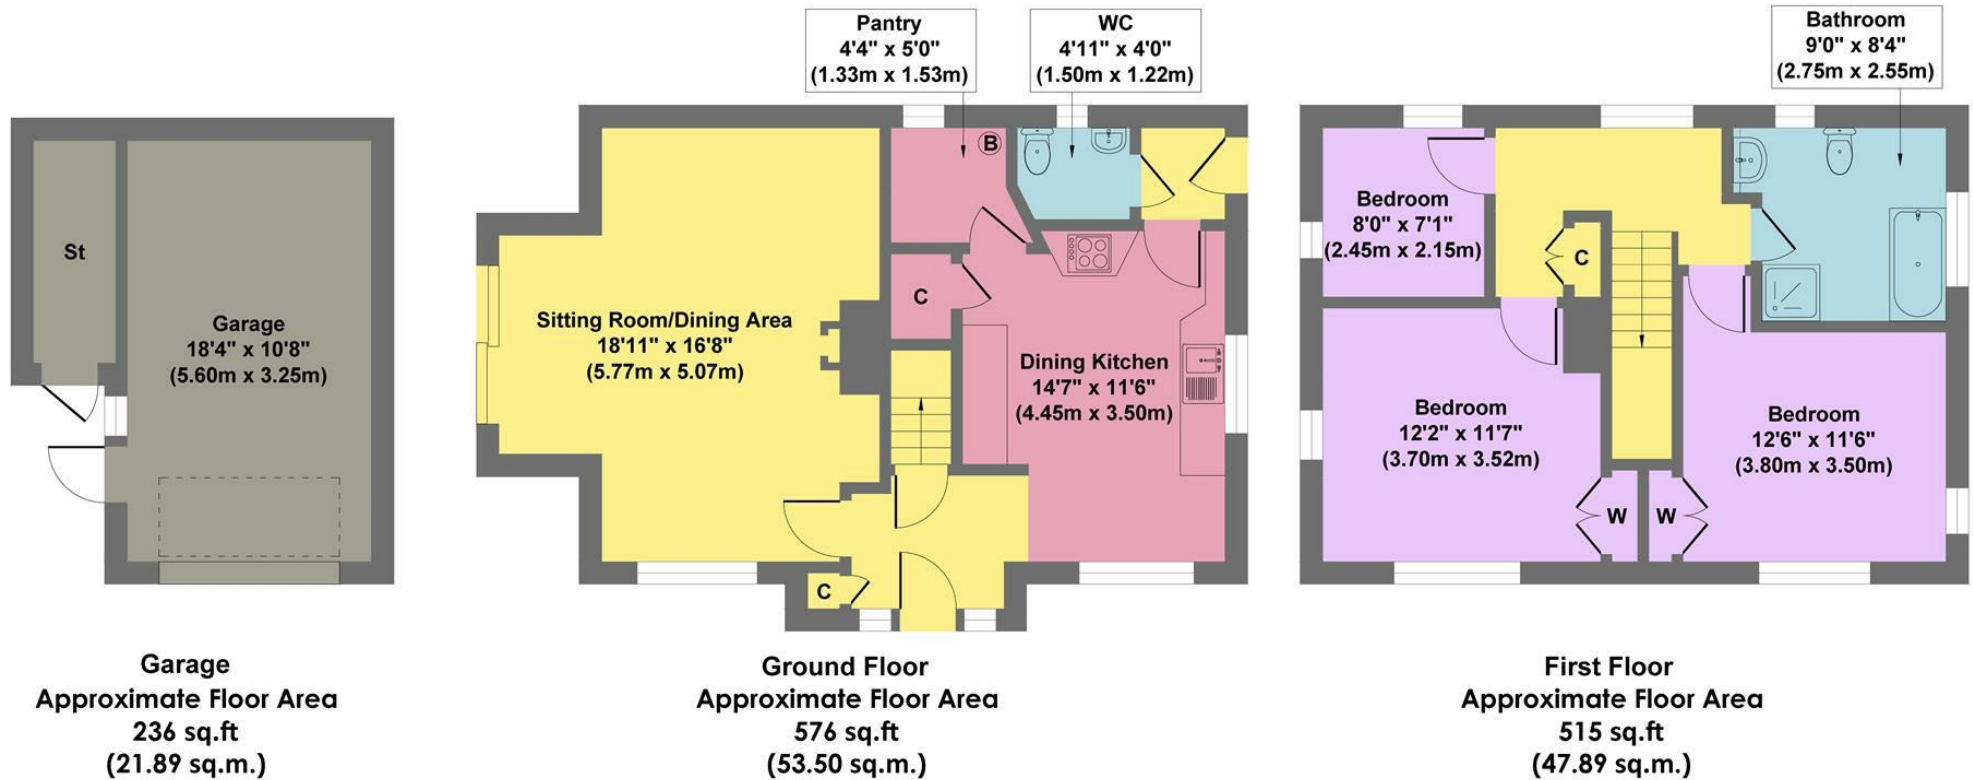 Pantry
4'4" x 5'0"
(1.33m x 1.53m)
WC
4'11" x 4'0"
(1.50m x 1.22m)
Bathroom
9'0" x 8'4"
(2.75m x 2.55m)
St
Garage
18'4" x 10'8"
(5.60m x 3.25m)
B
C
Sitting Room/Dining Area
18'11" x 16'8"
(5.77m x 5.07m)
Dining Kitchen
14'7" x 11'6"
(4.45m x 3.50m)
C
Bedroom
8'0" x 7'1"
(2.45m x 2.15m)
C
Bedroom
12'2" x 11'7"
(3.70m x 3.52m)
Bedroom
12'6" x 11'6"
(3.80m x 3.50m)
W
W
Garage
Approximate Floor Area
236 sq.ft
(21.89 sq.m.)
Ground Floor
Approximate Floor Area
576 sq.ft
(53.50 sq.m.)
First Floor
Approximate Floor Area
515 sq.ft
(47.89 sq.m.)